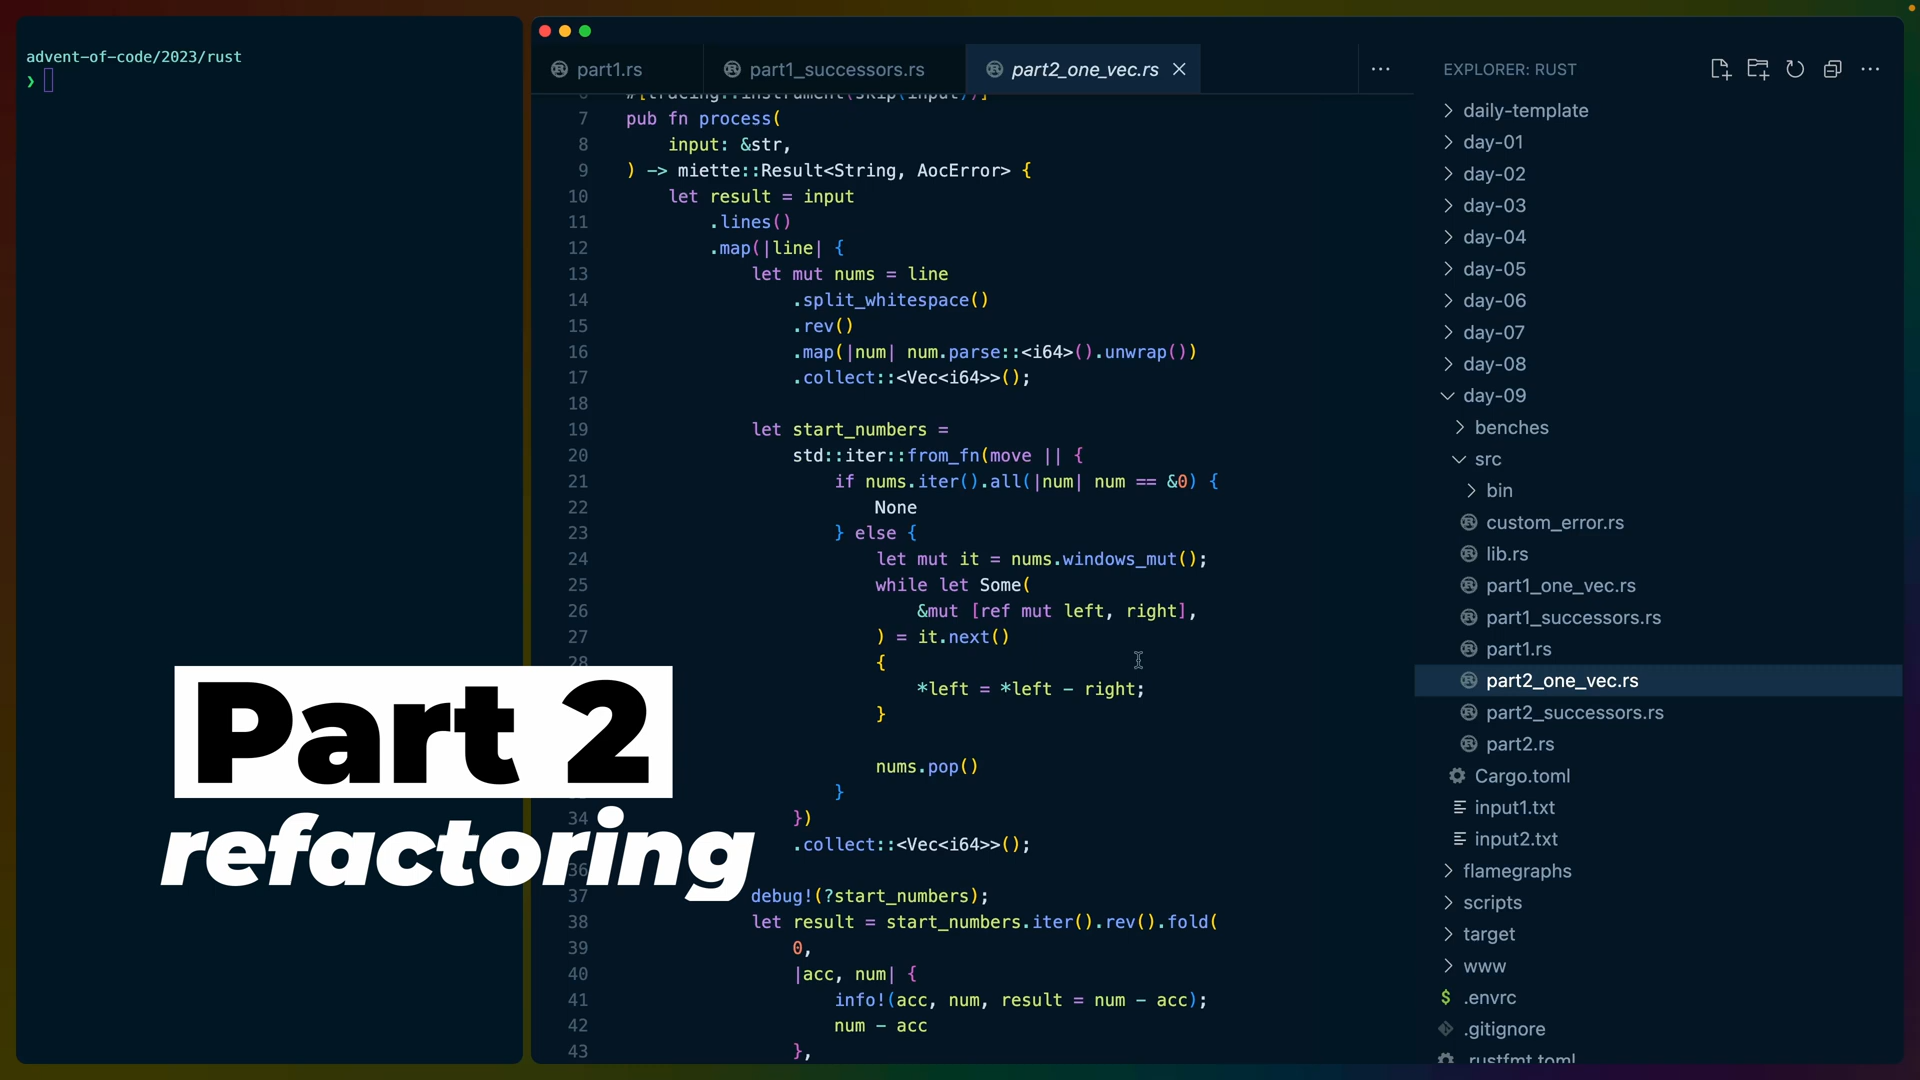 advent-of-code/2023/rust
❯
part1.rs
part1_successors.rs
part2_one_vec.rs
EXPLORER: RUST
6 #[tracing::instrument(skip(input))]
7 pub fn process(
8 input: &str,
9 ) -> miette::Result<String, AocError> {
10 let result = input
11 .lines()
12 .map(|line| {
13 let mut nums = line
14 .split_whitespace()
15 .rev()
16 .map(|num| num.parse::<i64>().unwrap())
17 .collect::<Vec<i64>>();
18
19 let start_numbers =
20 std::iter::from_fn(move || {
21 if nums.iter().all(|num| num == &0) {
22 None
23 } else {
24 let mut it = nums.windows_mut();
25 while let Some(
26 &mut [ref mut left, right],
27 ) = it.next()
28 {
*left = *left - right;
}
nums.pop()
}
34 })
.collect::<Vec<i64>>();
36
37 debug!(?start_numbers);
38 let result = start_numbers.iter().rev().fold(
39 0,
40 |acc, num| {
41 info!(acc, num, result = num - acc);
42 num - acc
43 },
Part 2
refactoring
daily-template
day-01
day-02
day-03
day-04
day-05
day-06
day-07
day-08
day-09
benches
src
bin
custom_error.rs
lib.rs
part1_one_vec.rs
part1_successors.rs
part1.rs
part2_one_vec.rs
part2_successors.rs
part2.rs
Cargo.toml
input1.txt
input2.txt
flamegraphs
scripts
target
www
$ .envrc
.gitignore
.rustfmt.toml